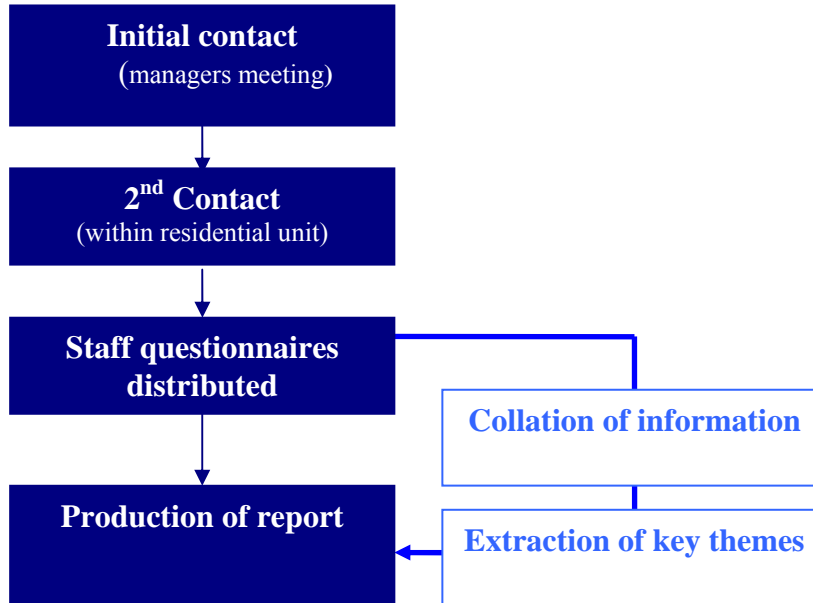 Initial contact
(managers meeting)
2nd Contact
(within residential unit)
Staff questionnaires
distributed
Collation of information
Production of report
Extraction of key themes